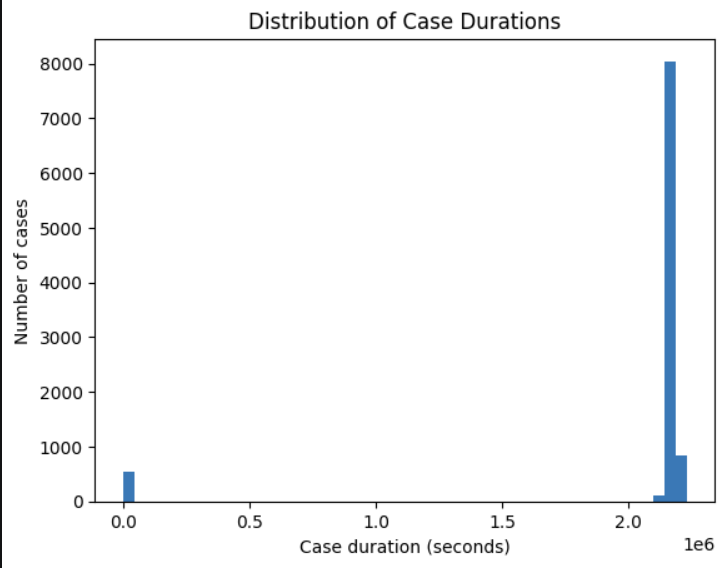 Distribution of Case Durations
8000
7000
6000
5000
4000
3000
2000
1000
0
Number of cases
0.0 0.5 1.0 1.5 2.0
1e6
Case duration (seconds)